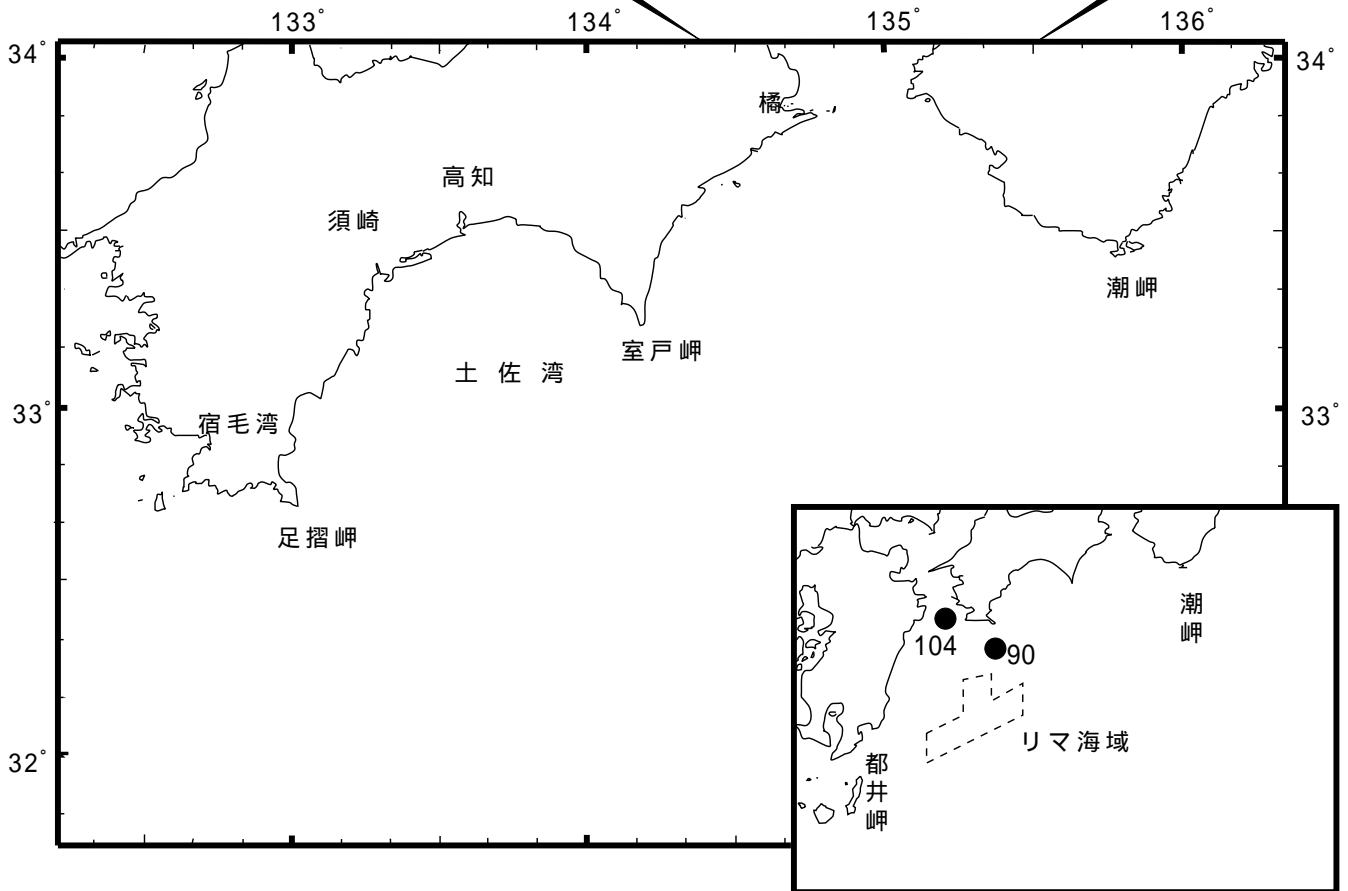 133°
134°
135°
136°
34°
34°
橘
高知
須崎
潮岬
室戸岬
土佐湾
33°
33°
宿毛湾
足摺岬
32°
潮岬
104
90
リマ海域
都井岬